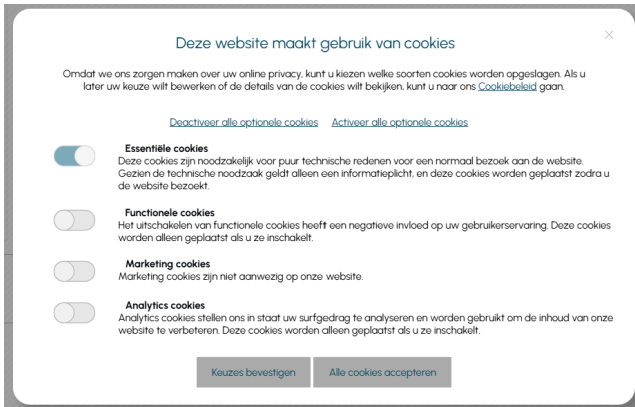 Deze website maakt gebruik van cookies
Omdat we ons zorgen maken over uw online privacy, kunt u kiezen welke soorten cookies worden opgeslagen. Als u
later uw keuze wilt bewerken of de details van de cookies wilt bekijken, kunt u naar ons Cookiebeleid gaan.
Deactiveer alle optionele cookies Activeer alle optionele cookies
Essentiële cookies
Deze cookies zijn noodzakelijk voor puur technische redenen voor een normaal bezoek aan de website.
Gezien de technische noodzaak geldt alleen een informatieplicht, en deze cookies worden geplaatst zodra u
de website bezoekt.
Functionele cookies
Het uitschakelen van functionele cookies heeft een negatieve invloed op uw gebruikerservaring. Deze cookies
worden alleen geplaatst als u ze inschakelt.
Marketing cookies
Marketing cookies zijn niet aanwezig op onze website.
Analytics cookies
Analytics cookies stellen ons in staat uw surfgedrag te analyseren en worden gebruikt om de inhoud van onze
website te verbeteren. Deze cookies worden alleen geplaatst als u ze inschakelt.
Keuzes bevestigen Alle cookies accepteren